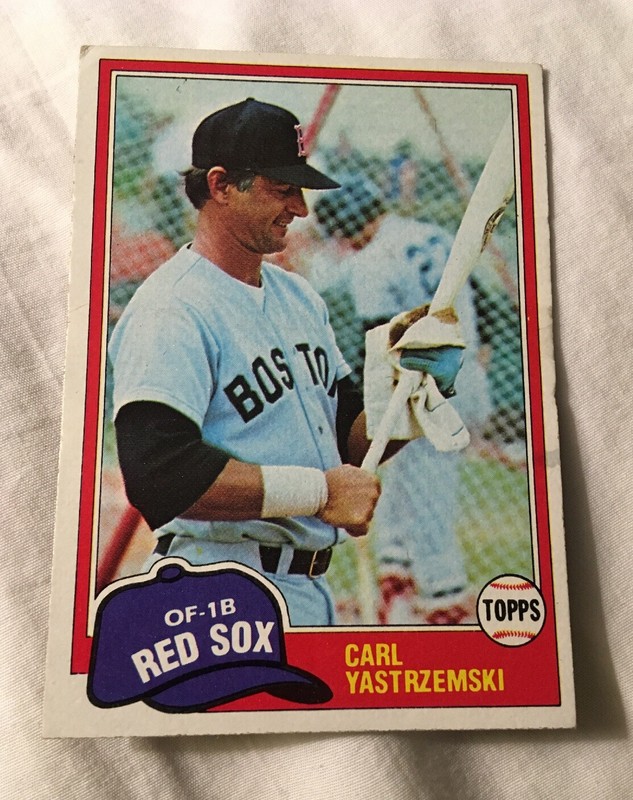 B
BOSTON
OF-1B
RED SOX
TOPPS
CARL
YASTRZEMSKI